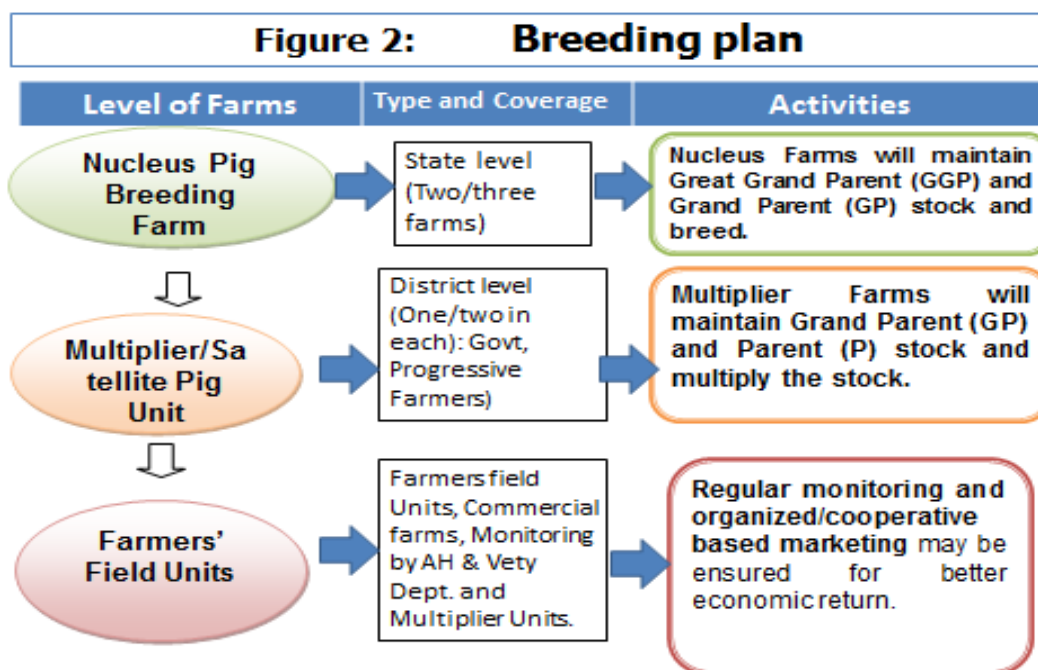 Figure 2: Breeding plan
Level of Farms
Type and Coverage
Activities
Nucleus Pig
Breeding
Farm
State level
(Two/three
farms)
Nucleus Farms will maintain
Great Grand Parent (GGP) and
Grand Parent (GP) stock and
breed.
Multiplier/Sa
tellite Pig
Unit
District level
(One/two in
each): Govt,
Progressive
Farmers)
Multiplier Farms will
maintain Grand Parent (GP)
and Parent (P) stock and
multiply the stock.
Farmers’
Field Units
Farmers field
Units, Commercial
farms, Monitoring
by AH & Vety
Dept. and
Multiplier Units.
Regular monitoring and
organized/cooperative
based marketing may be
ensured for better
economic return.